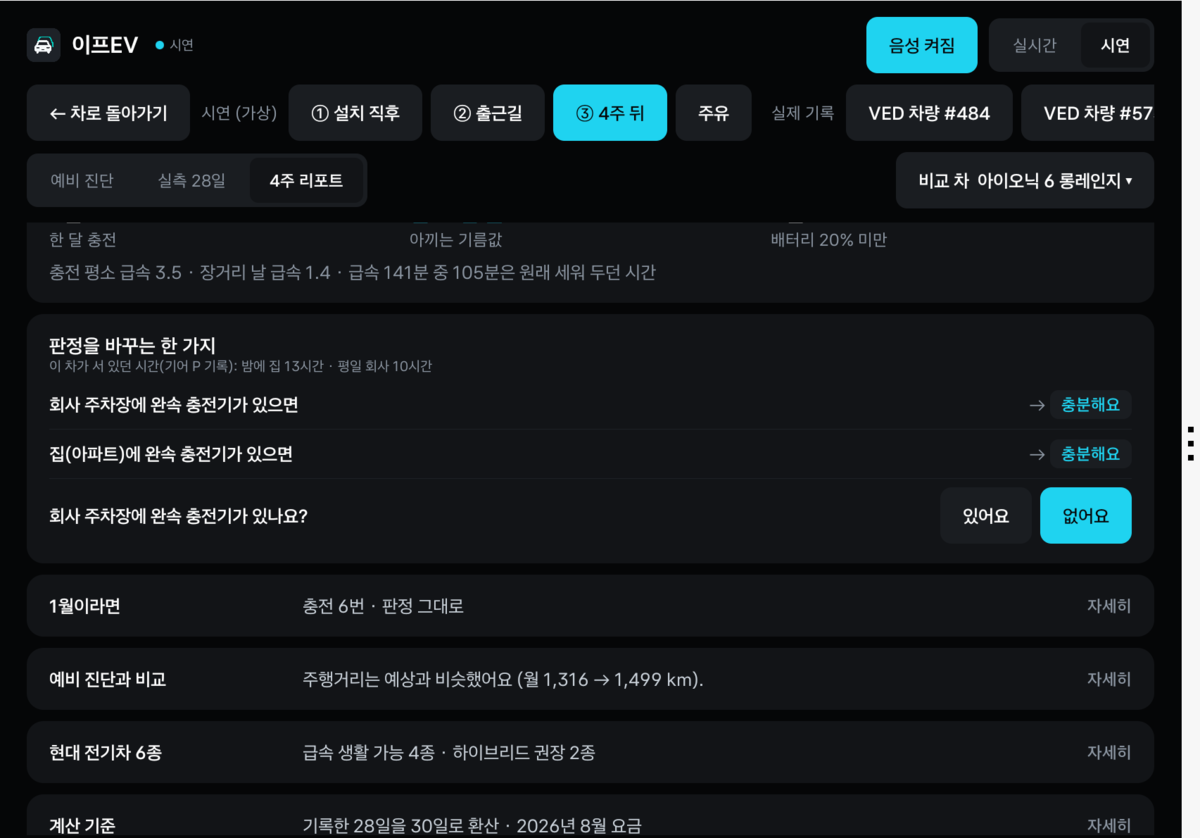 이프EV 시연 음성 켜짐 실시간 시연
← 차로 돌아가기 시연 (가상) ① 설치 직후 ② 출근길 ③ 4주 뒤 주유 실제 기록 VED 차량 #484 VED 차량 #57
예비 진단 실측 28일 4주 리포트 비교 차 아이오닉 6 롱레인지 ▾
한 달 충전 아끼는 기름값 배터리 20% 미만
충전 평소 급속 3.5 · 장거리 날 급속 1.4 · 급속 141분 중 105분은 원래 세워 두던 시간
판정을 바꾸는 한 가지
이 차가 서 있던 시간(기어 P 기록): 밤에 집 13시간 · 평일 회사 10시간
회사 주차장에 완속 충전기가 있으면 → 충분해요
집(아파트)에 완속 충전기가 있으면 → 충분해요
회사 주차장에 완속 충전기가 있나요? 있어요 없어요
1월이라면 충전 6번 · 판정 그대로 자세히
예비 진단과 비교 주행거리는 예상과 비슷했어요 (월 1,316 → 1,499 km). 자세히
현대 전기차 6종 급속 생활 가능 4종 · 하이브리드 권장 2종 자세히
계산 기준 기록한 28일을 30일로 환산 · 2026년 8월 요금 자세히